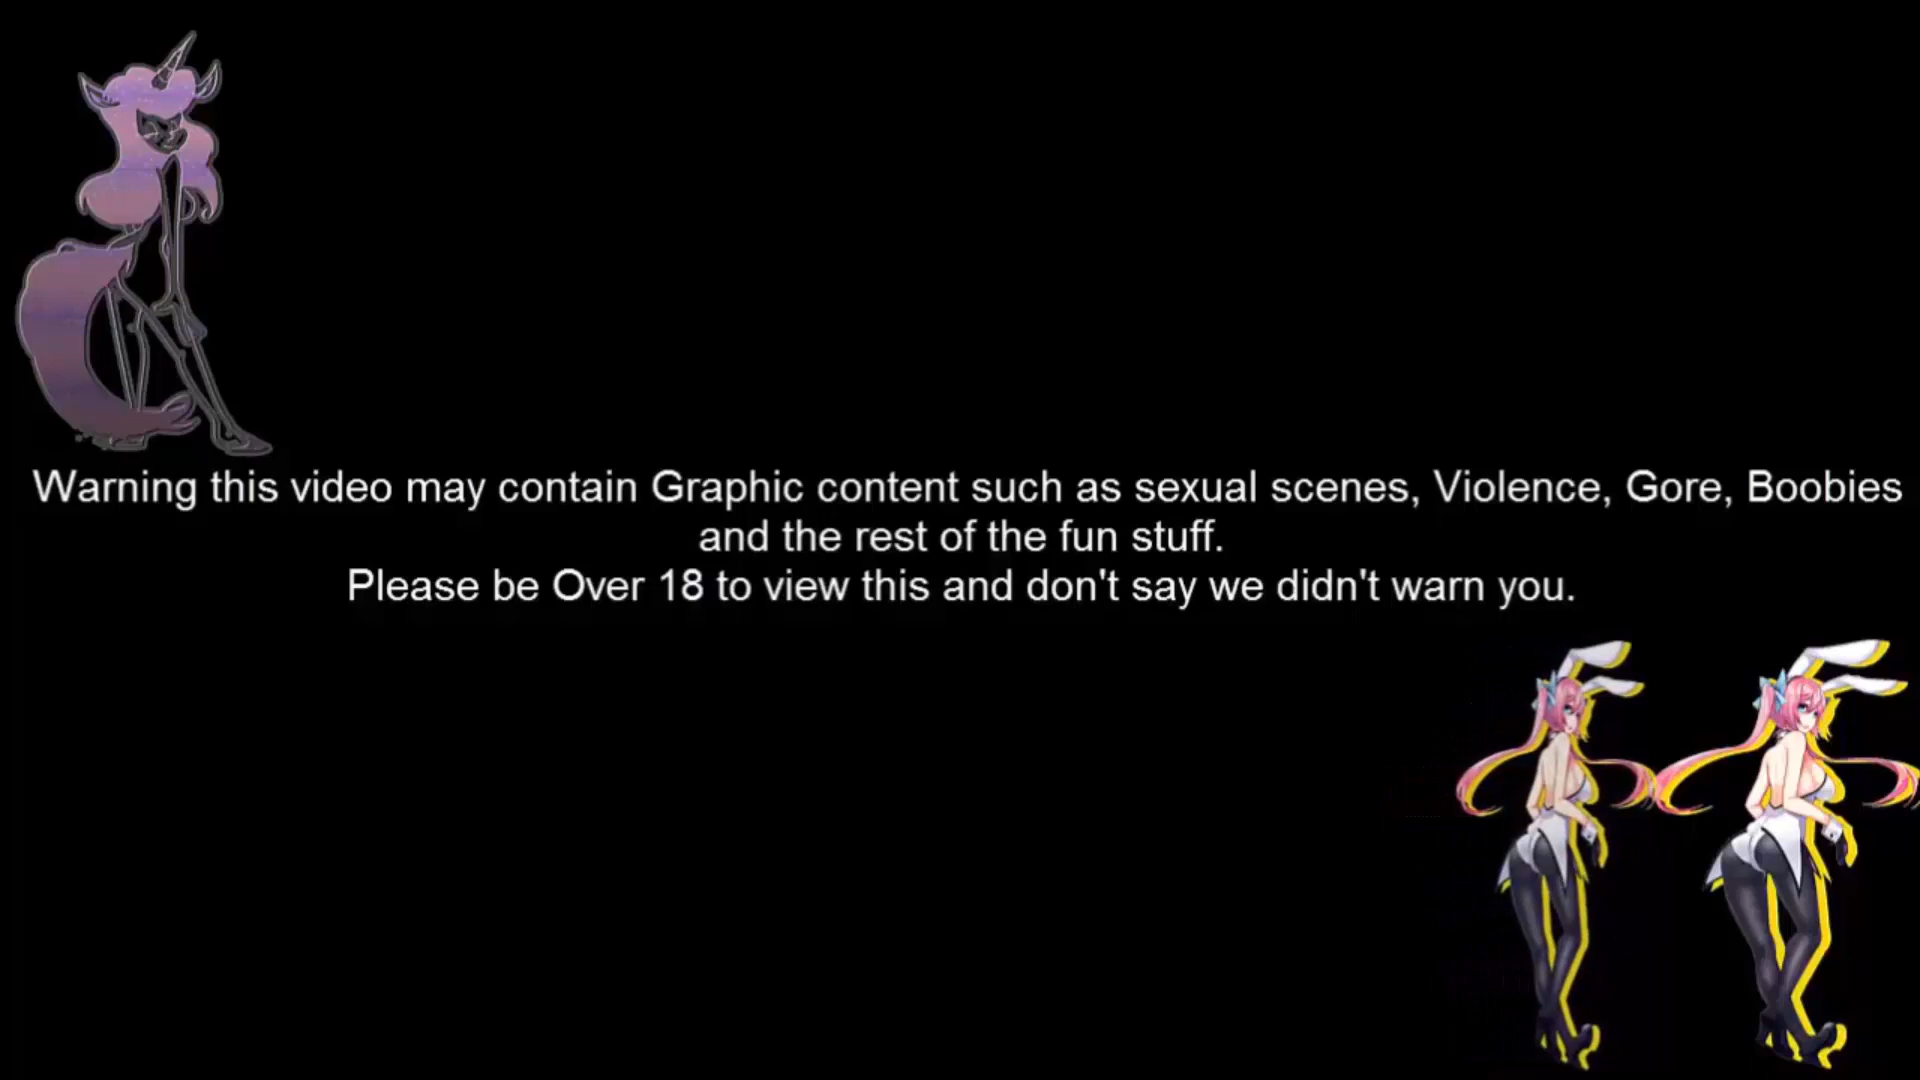 Warning this video may contain Graphic content such as sexual scenes, Violence, Gore, Boobies
and the rest of the fun stuff.
Please be Over 18 to view this and don't say we didn't warn you.